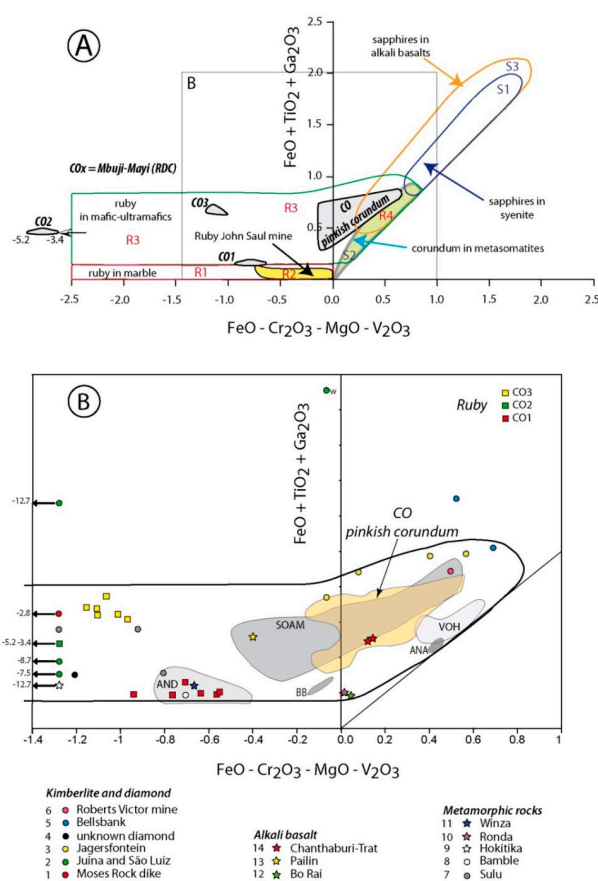 A
2.5
sapphires in
alkali basalts
FeO + TiO2 + Ga2O3
2.0
S3
S1
B
1.5
COx = Mbuji-Mayi (RDC)
1.0
sapphires in
syenite
CO2
ruby
in mafic-ultramafics
CO3
R3
CO
pinkish corundum
R4
0.5
-5.2 -3.4
R3
Ruby John Saul mine
corundum in metasomatites
CO1
S2
ruby in marble
R1
R2
-2.5 -2.0 -1.5 -1.0 -0.5 0.0 0.5 1.0 1.5 2.0 2.5
FeO - Cr2O3 - MgO - V2O3
B
W
FeO + TiO2 + Ga2O3
Ruby
CO3
CO2
CO1
-12.7
CO
pinkish corundum
-2.8
SOAM
VOH
-5.2 -3.4
ANA
-8.7
-7.5
AND
BB
-12.7
-1.4 -1.2 -1 -0.8 -0.6 -0.4 -0.2 0.0 0.2 0.4 0.6 0.8 1
FeO - Cr2O3 - MgO - V2O3
Kimberlite and diamond
6 Roberts Victor mine
5 Bellsbank
4 unknown diamond
3 Jagersfontein
2 Juina and São Luiz
1 Moses Rock dike
Alkali basalt
14 Chanthaburi-Trat
13 Pailin
12 Bo Rai
Metamorphic rocks
11 Winza
10 Ronda
9 Hokitika
8 Bamble
7 Sulu